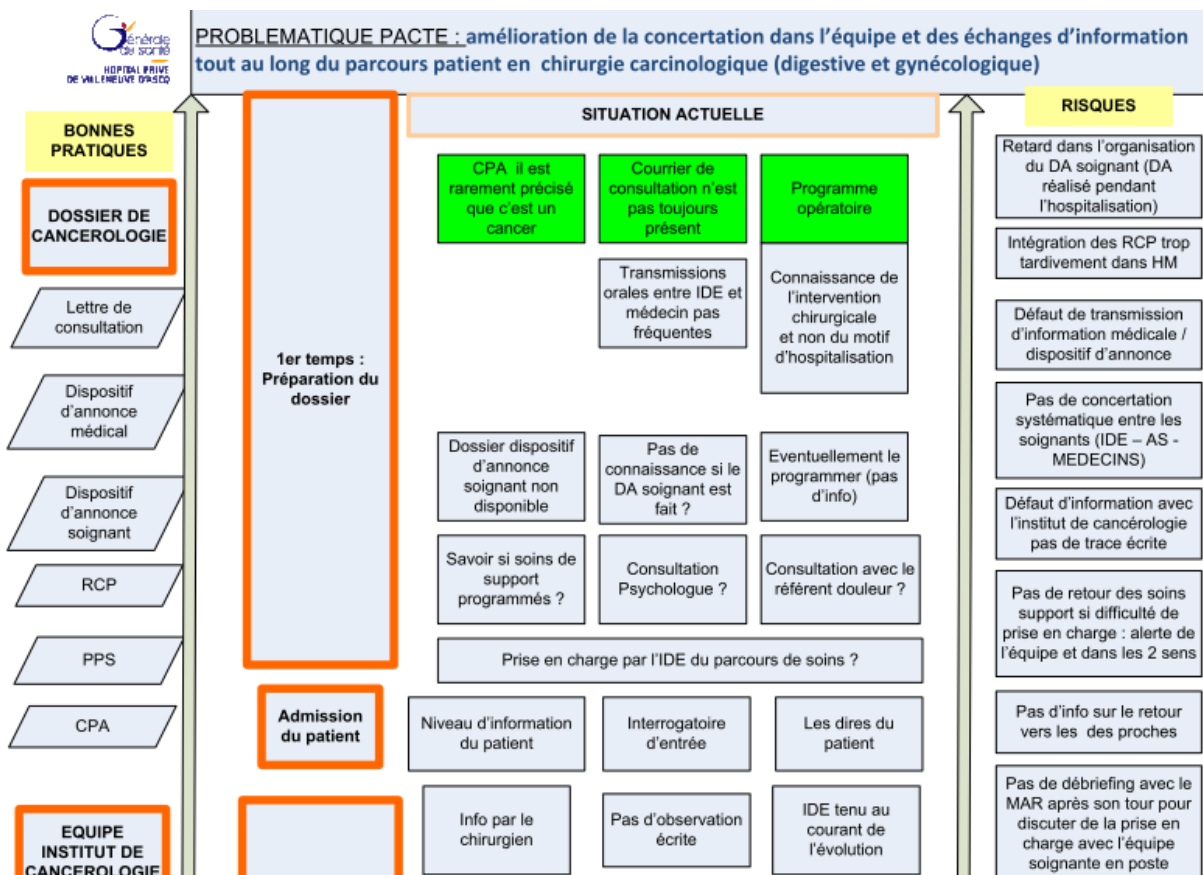 Générale
de santé
HOPITAL PRIVE
DE VILLENEUVE D'ASCQ
PROBLEMATIQUE PACTE : amélioration de la concertation dans l'équipe et des échanges d'information
tout au long du parcours patient en chirurgie carcinologique (digestive et gynécologique)
BONNES
PRATIQUES
DOSSIER DE
CANCEROLOGIE
Lettre de
consultation
Dispositif
d'annonce
médical
Dispositif
d'annonce
soignant
RCP
PPS
CPA
EQUIPE
INSTITUT DE
CANCEROLOGIE
1er temps :
Préparation du
dossier
Admission
du patient
SITUATION ACTUELLE
CPA il est
rarement précisé
que c'est un
cancer
Courrier de
consultation n'est
pas toujours
présent
Programme
opératoire
Transmissions
orales entre IDE et
médecin pas
fréquentes
Connaissance de
l'intervention
chirurgicale
et non du motif
d'hospitalisation
Dossier dispositif
d'annonce
soignant non
disponible
Pas de
connaissance si le
DA soignant est
fait ?
Eventuellement le
programmer (pas
d'info)
Savoir si soins de
support
programmés ?
Consultation
Psychologue ?
Consultation avec le
référent douleur ?
Prise en charge par l'IDE du parcours de soins ?
Niveau d'information
du patient
Interrogatoire
d'entrée
Les dires du
patient
Info par le
chirurgien
Pas d'observation
écrite
IDE tenu au
courant de
l'évolution
RISQUES
Retard dans l'organisation
du DA soignant (DA
réalisé pendant
l'hospitalisation)
Intégration des RCP trop
tardivement dans HM
Défaut de transmission
d'information médicale /
dispositif d'annonce
Pas de concertation
systématique entre les
soignants (IDE – AS -
MEDECINS)
Défaut d'information avec
l'institut de cancérologie
pas de trace écrite
Pas de retour des soins
support si difficulté de
prise en charge : alerte de
l'équipe et dans les 2 sens
Pas d'info sur le retour
vers les des proches
Pas de débriefing avec le
MAR après son tour pour
discuter de la prise en
charge avec l'équipe
soignante en poste